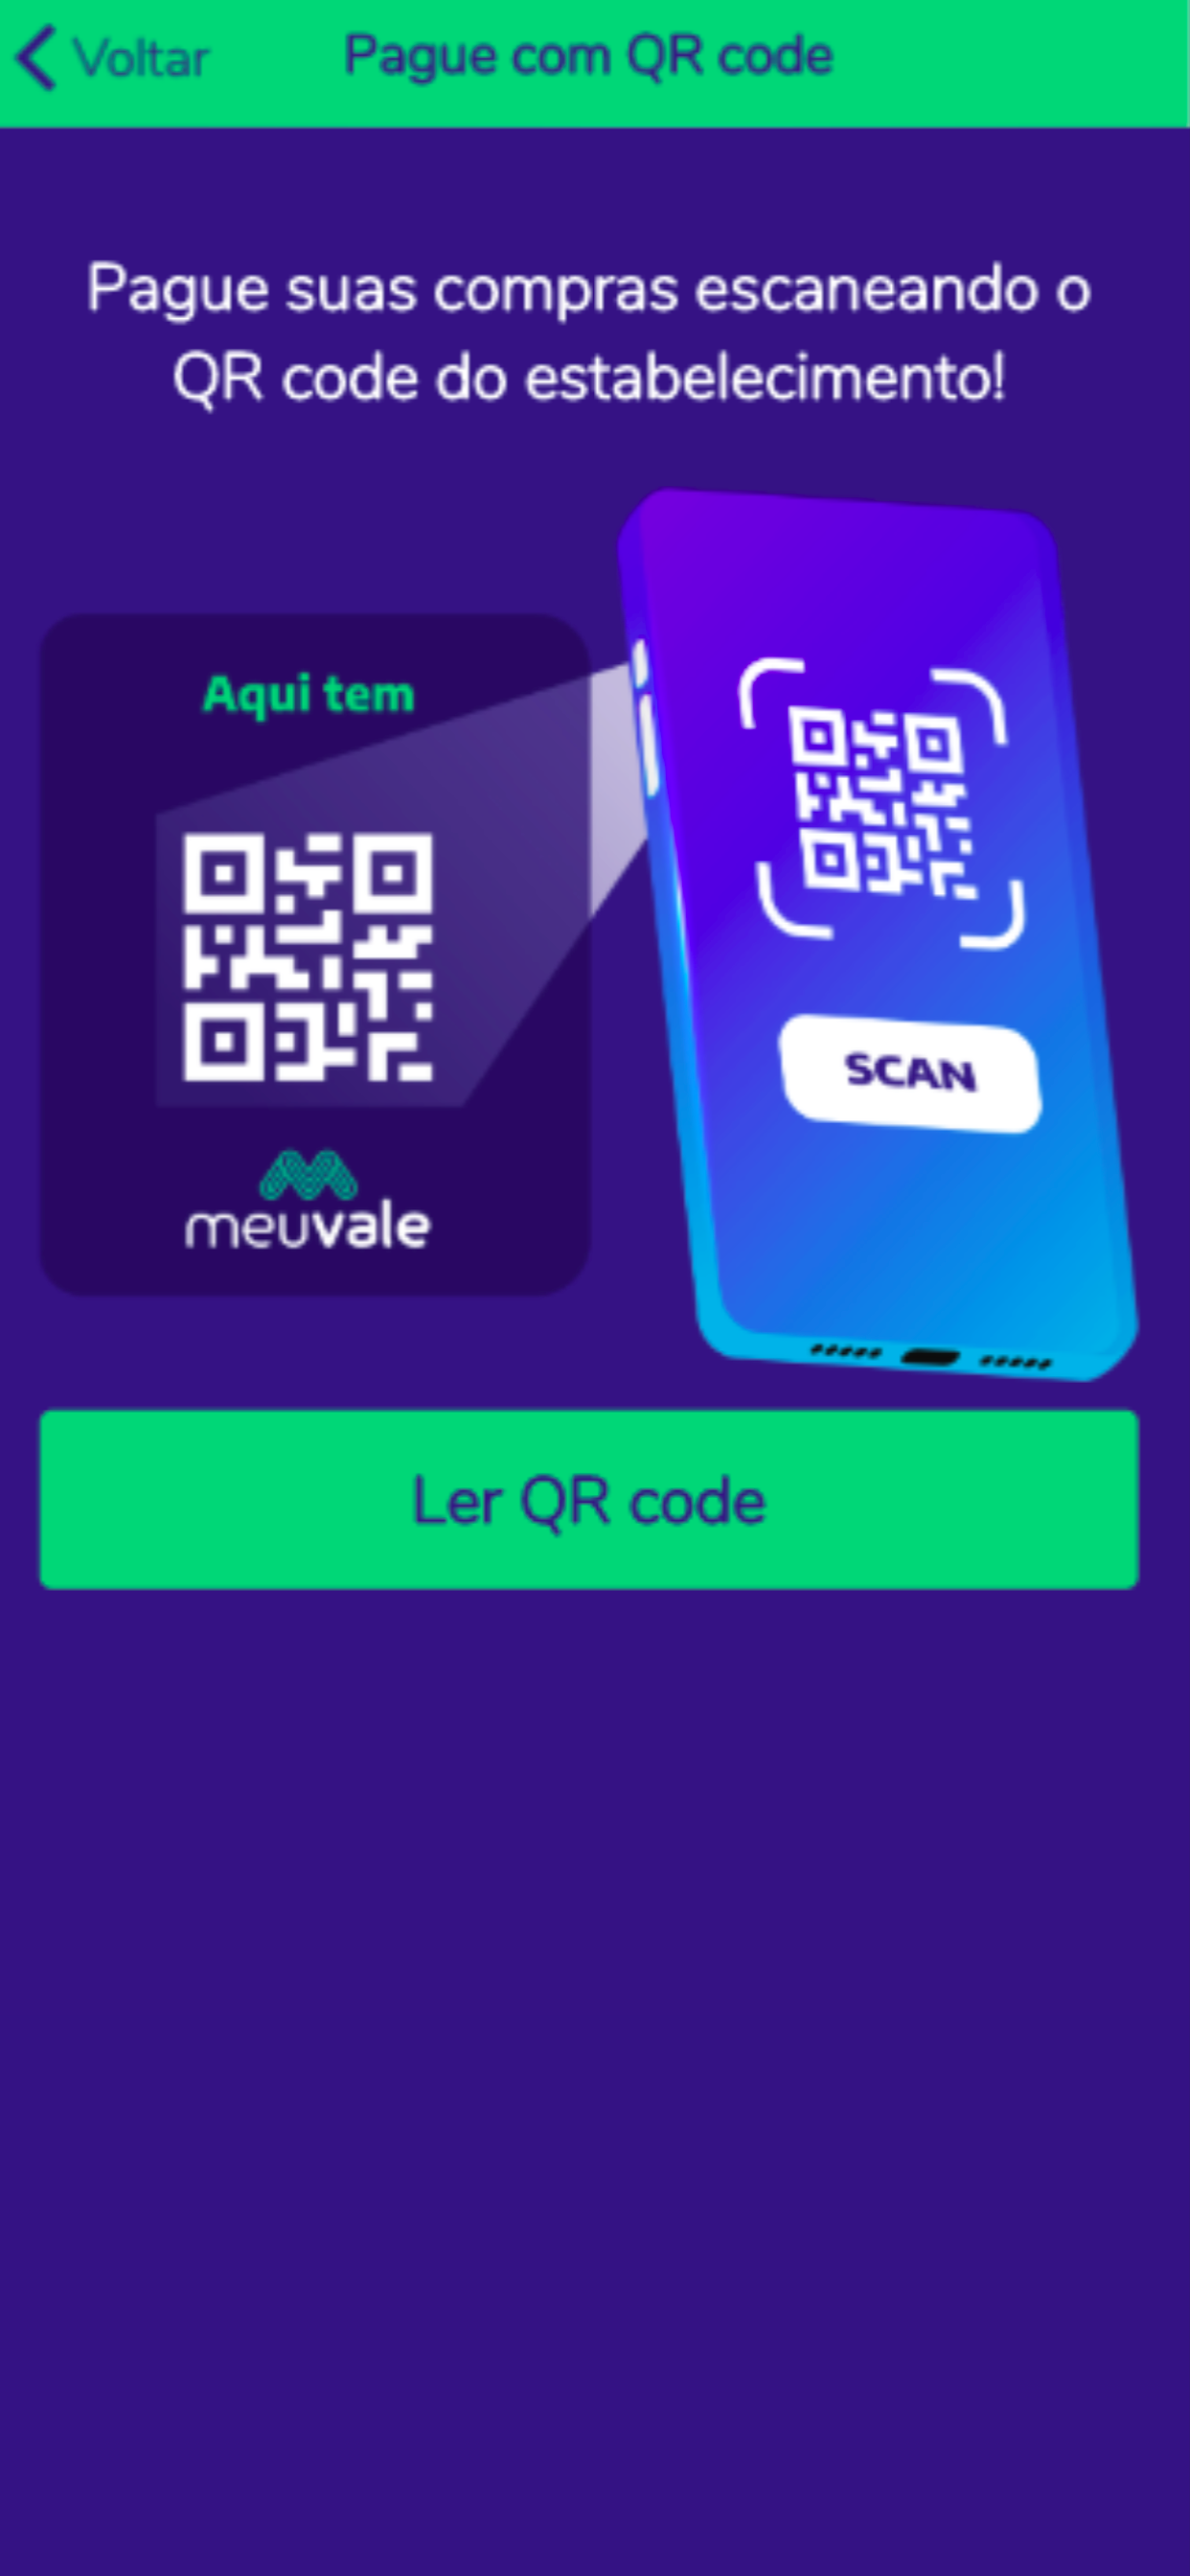 Voltar
Pague com QR code
Pague suas compras escaneando o
QR code do estabelecimento!
Aqui tem
meuvale
SCAN
Ler QR code